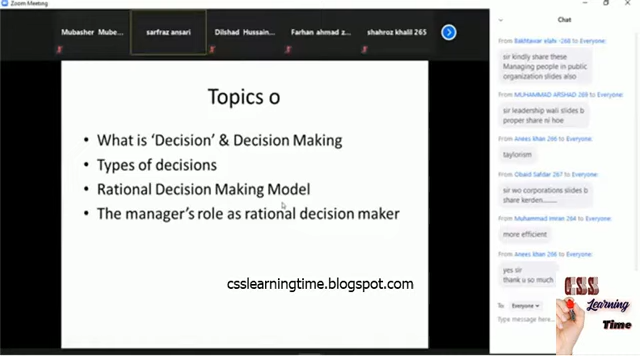 Zoom Meeting
Mubasher Mube...
sarfraz ansari
Dilshad Hussain...
Farhan ahmad z...
shahroz khalil 265
Topics o
• What is ‘Decision’ & Decision Making
• Types of decisions
• Rational Decision Making Model
• The manager’s role as rational decision maker
csslearningtime.blogspot.com
Chat
From Bakhtawar elahi -268 to Everyone:
sir kindly share these
Managing people in public
organization slides also
From MUHAMMAD ARSHAD 269 to Everyone:
sir leadership wali slides b
proper share ni hoe
From Anees khan 266 to Everyone:
taylorism
From Obaid Safdar 267 to Everyone:
sir wo corporations slides b
share kerden.........
From Muhammad Imran 264 to Everyone:
more efficient
From Anees khan 266 to Everyone:
yes sir
thank u so much
To: Everyone
Type message here...
CSS
Learning
Time